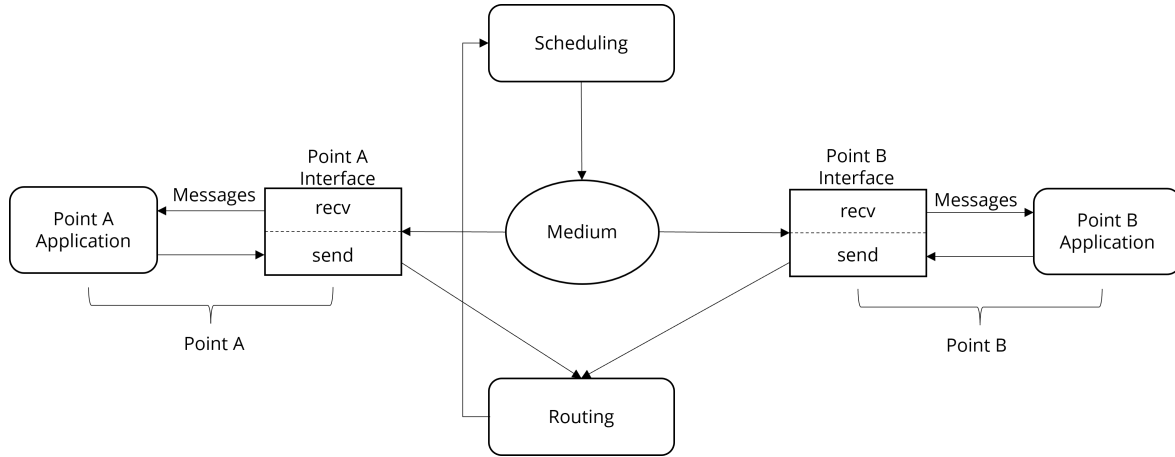 Scheduling
Point A
Interface
Point B
Interface
Messages
recv
recv
Messages
Point A
Application
Medium
Point B
Application
send
send
Point A
Point B
Routing